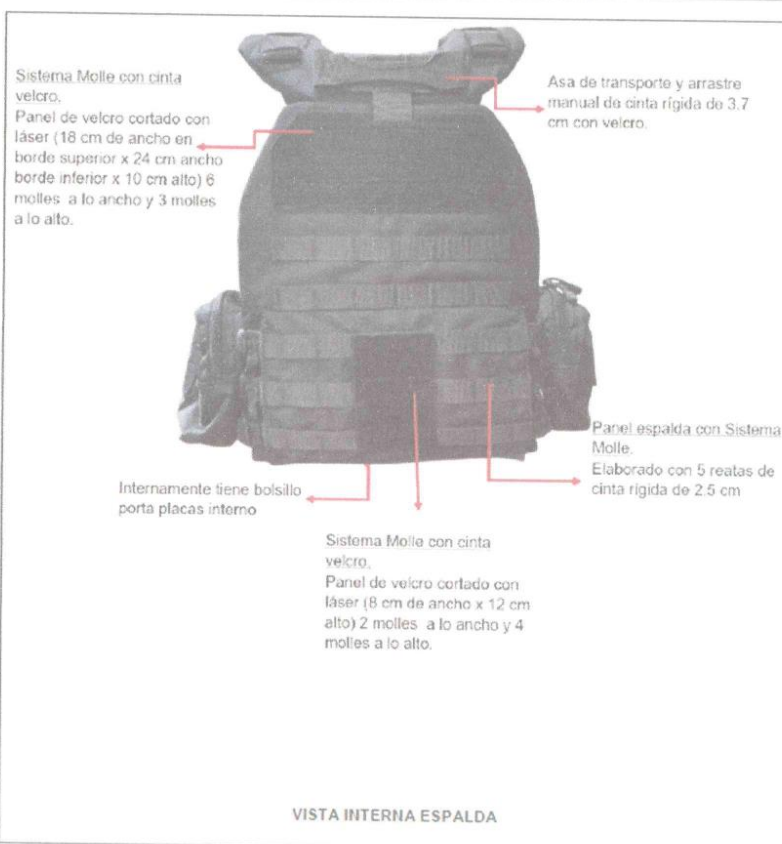 Sistema Molle con cinta
velcro.
Panel de velcro cortado con
láser (18 cm de ancho en
borde superior x 24 cm ancho
borde inferior x 10 cm alto) 6
molles a lo ancho y 3 molles
a lo alto.
Asa de transporte y arrastre
manual de cinta rígida de 3.7
cm con velcro.
Panel espalda con Sistema
Molle.
Elaborado con 5 reatas de
cinta rígida de 2.5 cm
Internamente tiene bolsillo
porta placas interno
Sistema Molle con cinta
velcro.
Panel de velcro cortado con
láser (8 cm de ancho x 12 cm
alto) 2 molles a lo ancho y 4
molles a lo alto.
VISTA INTERNA ESPALDA